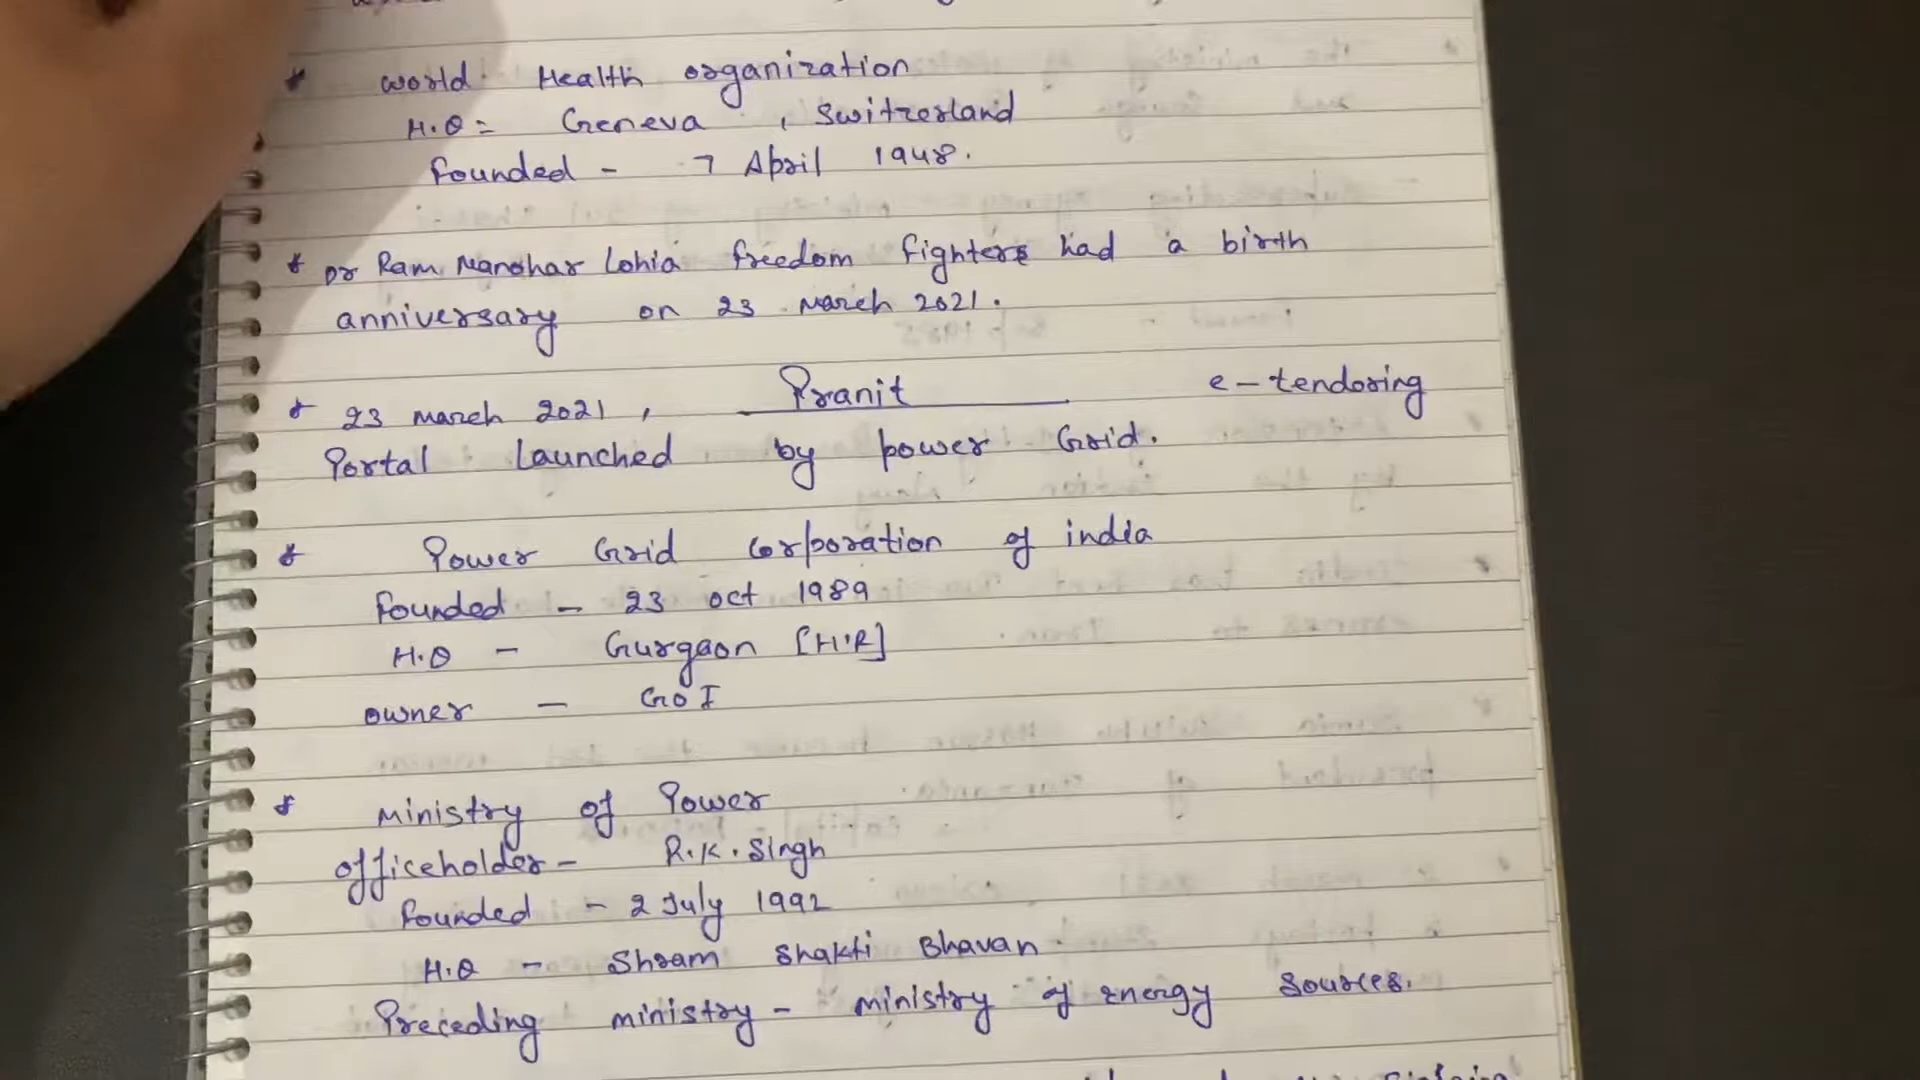 * world Health organization
H.Q = Geneva , Switzerland
founded - 7 April 1948.
* Dr Ram Manohar Lohia freedom fighters had a birth
anniversary on 23 March 2021.
* 23 march 2021, Pranit e-tendoring
Portal Launched by power Grid.
* Power Grid Corporation of india
founded - 23 oct 1989
H.Q - Gurgaon [H.R]
owner - GOI
* ministry of Power
officeholder - R.K. Singh
founded - 2 July 1992
H.Q - Shram Shakti Bhavan
Preceding ministry - ministry of energy sources.